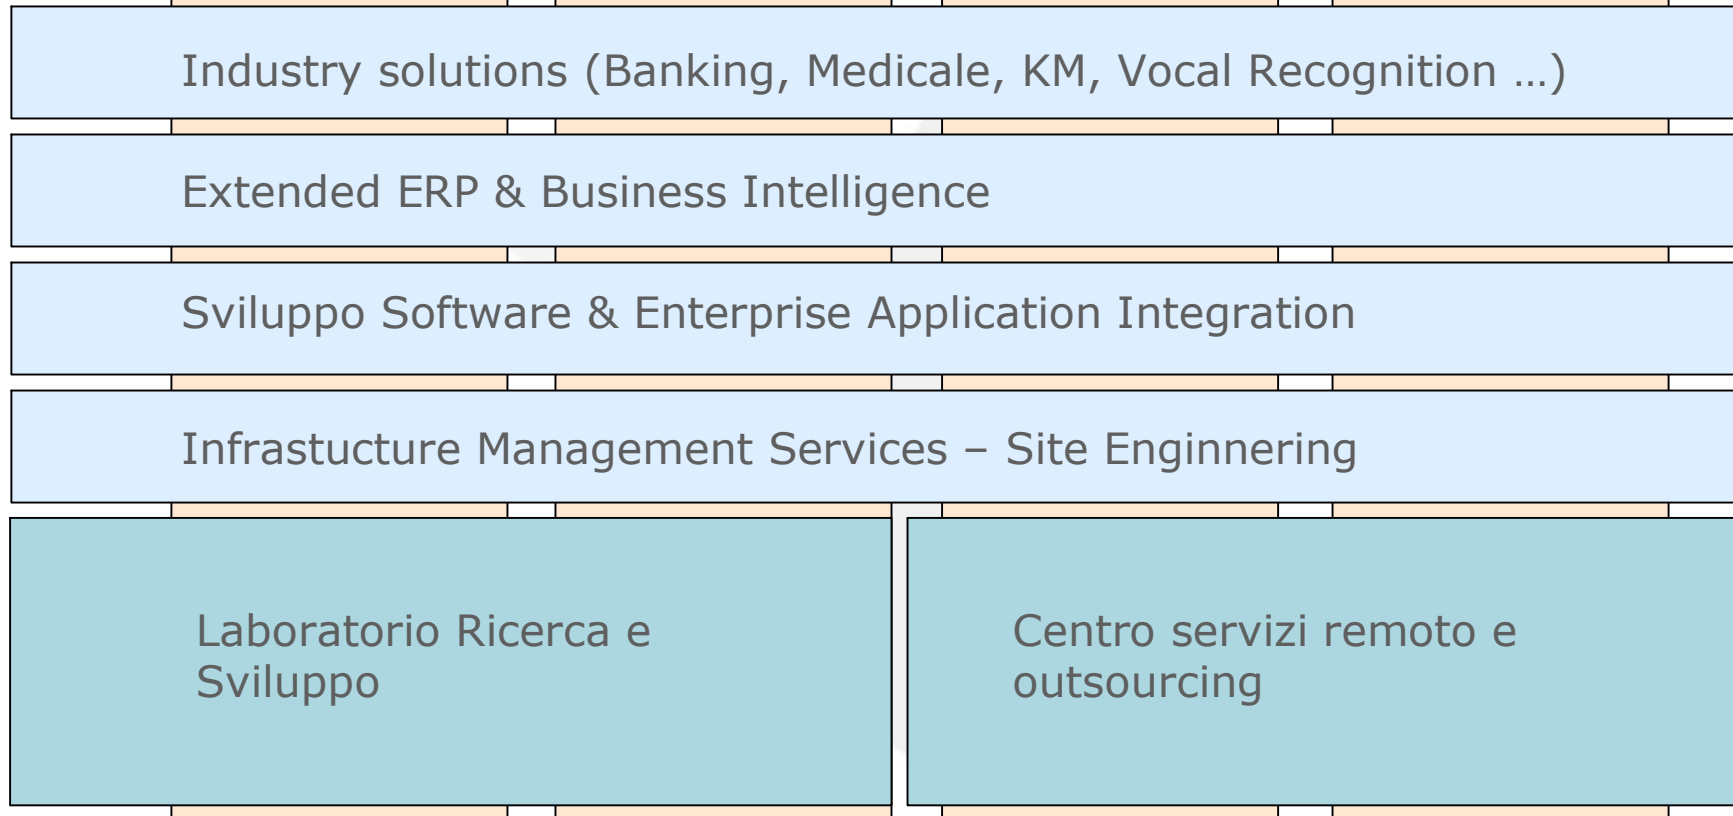 Industry solutions (Banking, Medicale, KM, Vocal Recognition …)
Extended ERP & Business Intelligence
Sviluppo Software & Enterprise Application Integration
Infrastucture Management Services – Site Enginnering
Laboratorio Ricerca e
Sviluppo
Centro servizi remoto e
outsourcing